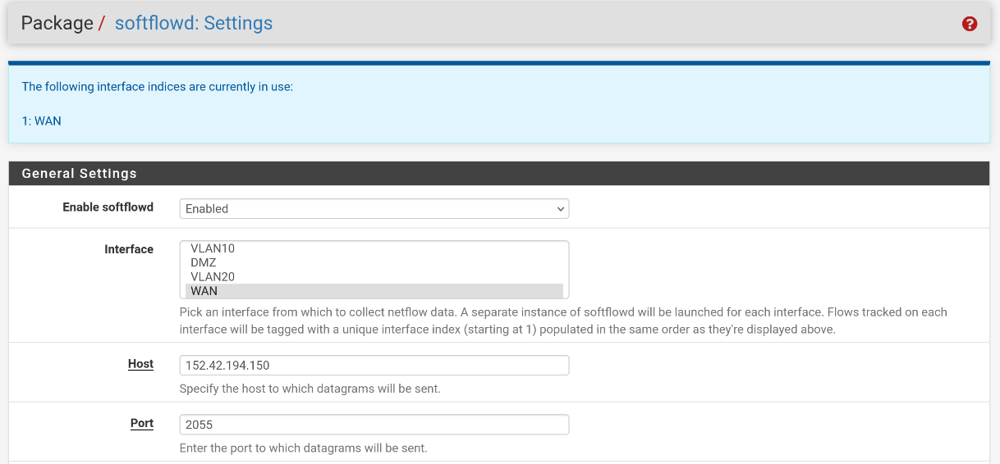 Package / softflowd: Settings
?
The following interface indices are currently in use:
1: WAN
General Settings
Enable softflowd
Enabled
Interface
VLAN10
DMZ
VLAN20
WAN
Pick an interface from which to collect netflow data. A separate instance of softflowd will be launched for each interface. Flows tracked on each
interface will be tagged with a unique interface index (starting at 1) populated in the same order as they're displayed above.
Host
152.42.194.150
Specify the host to which datagrams will be sent.
Port
2055
Enter the port to which datagrams will be sent.